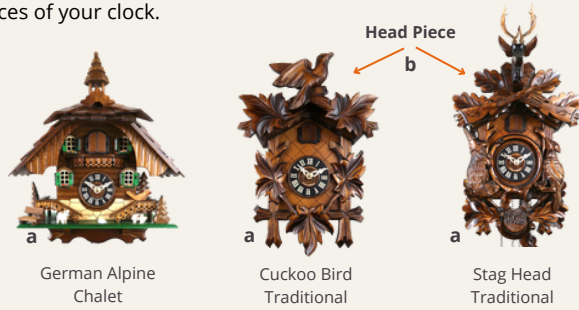 ces of your clock.
Head Piece
b
a
a
a
German Alpine
Chalet
Cuckoo Bird
Traditional
Stag Head
Traditional